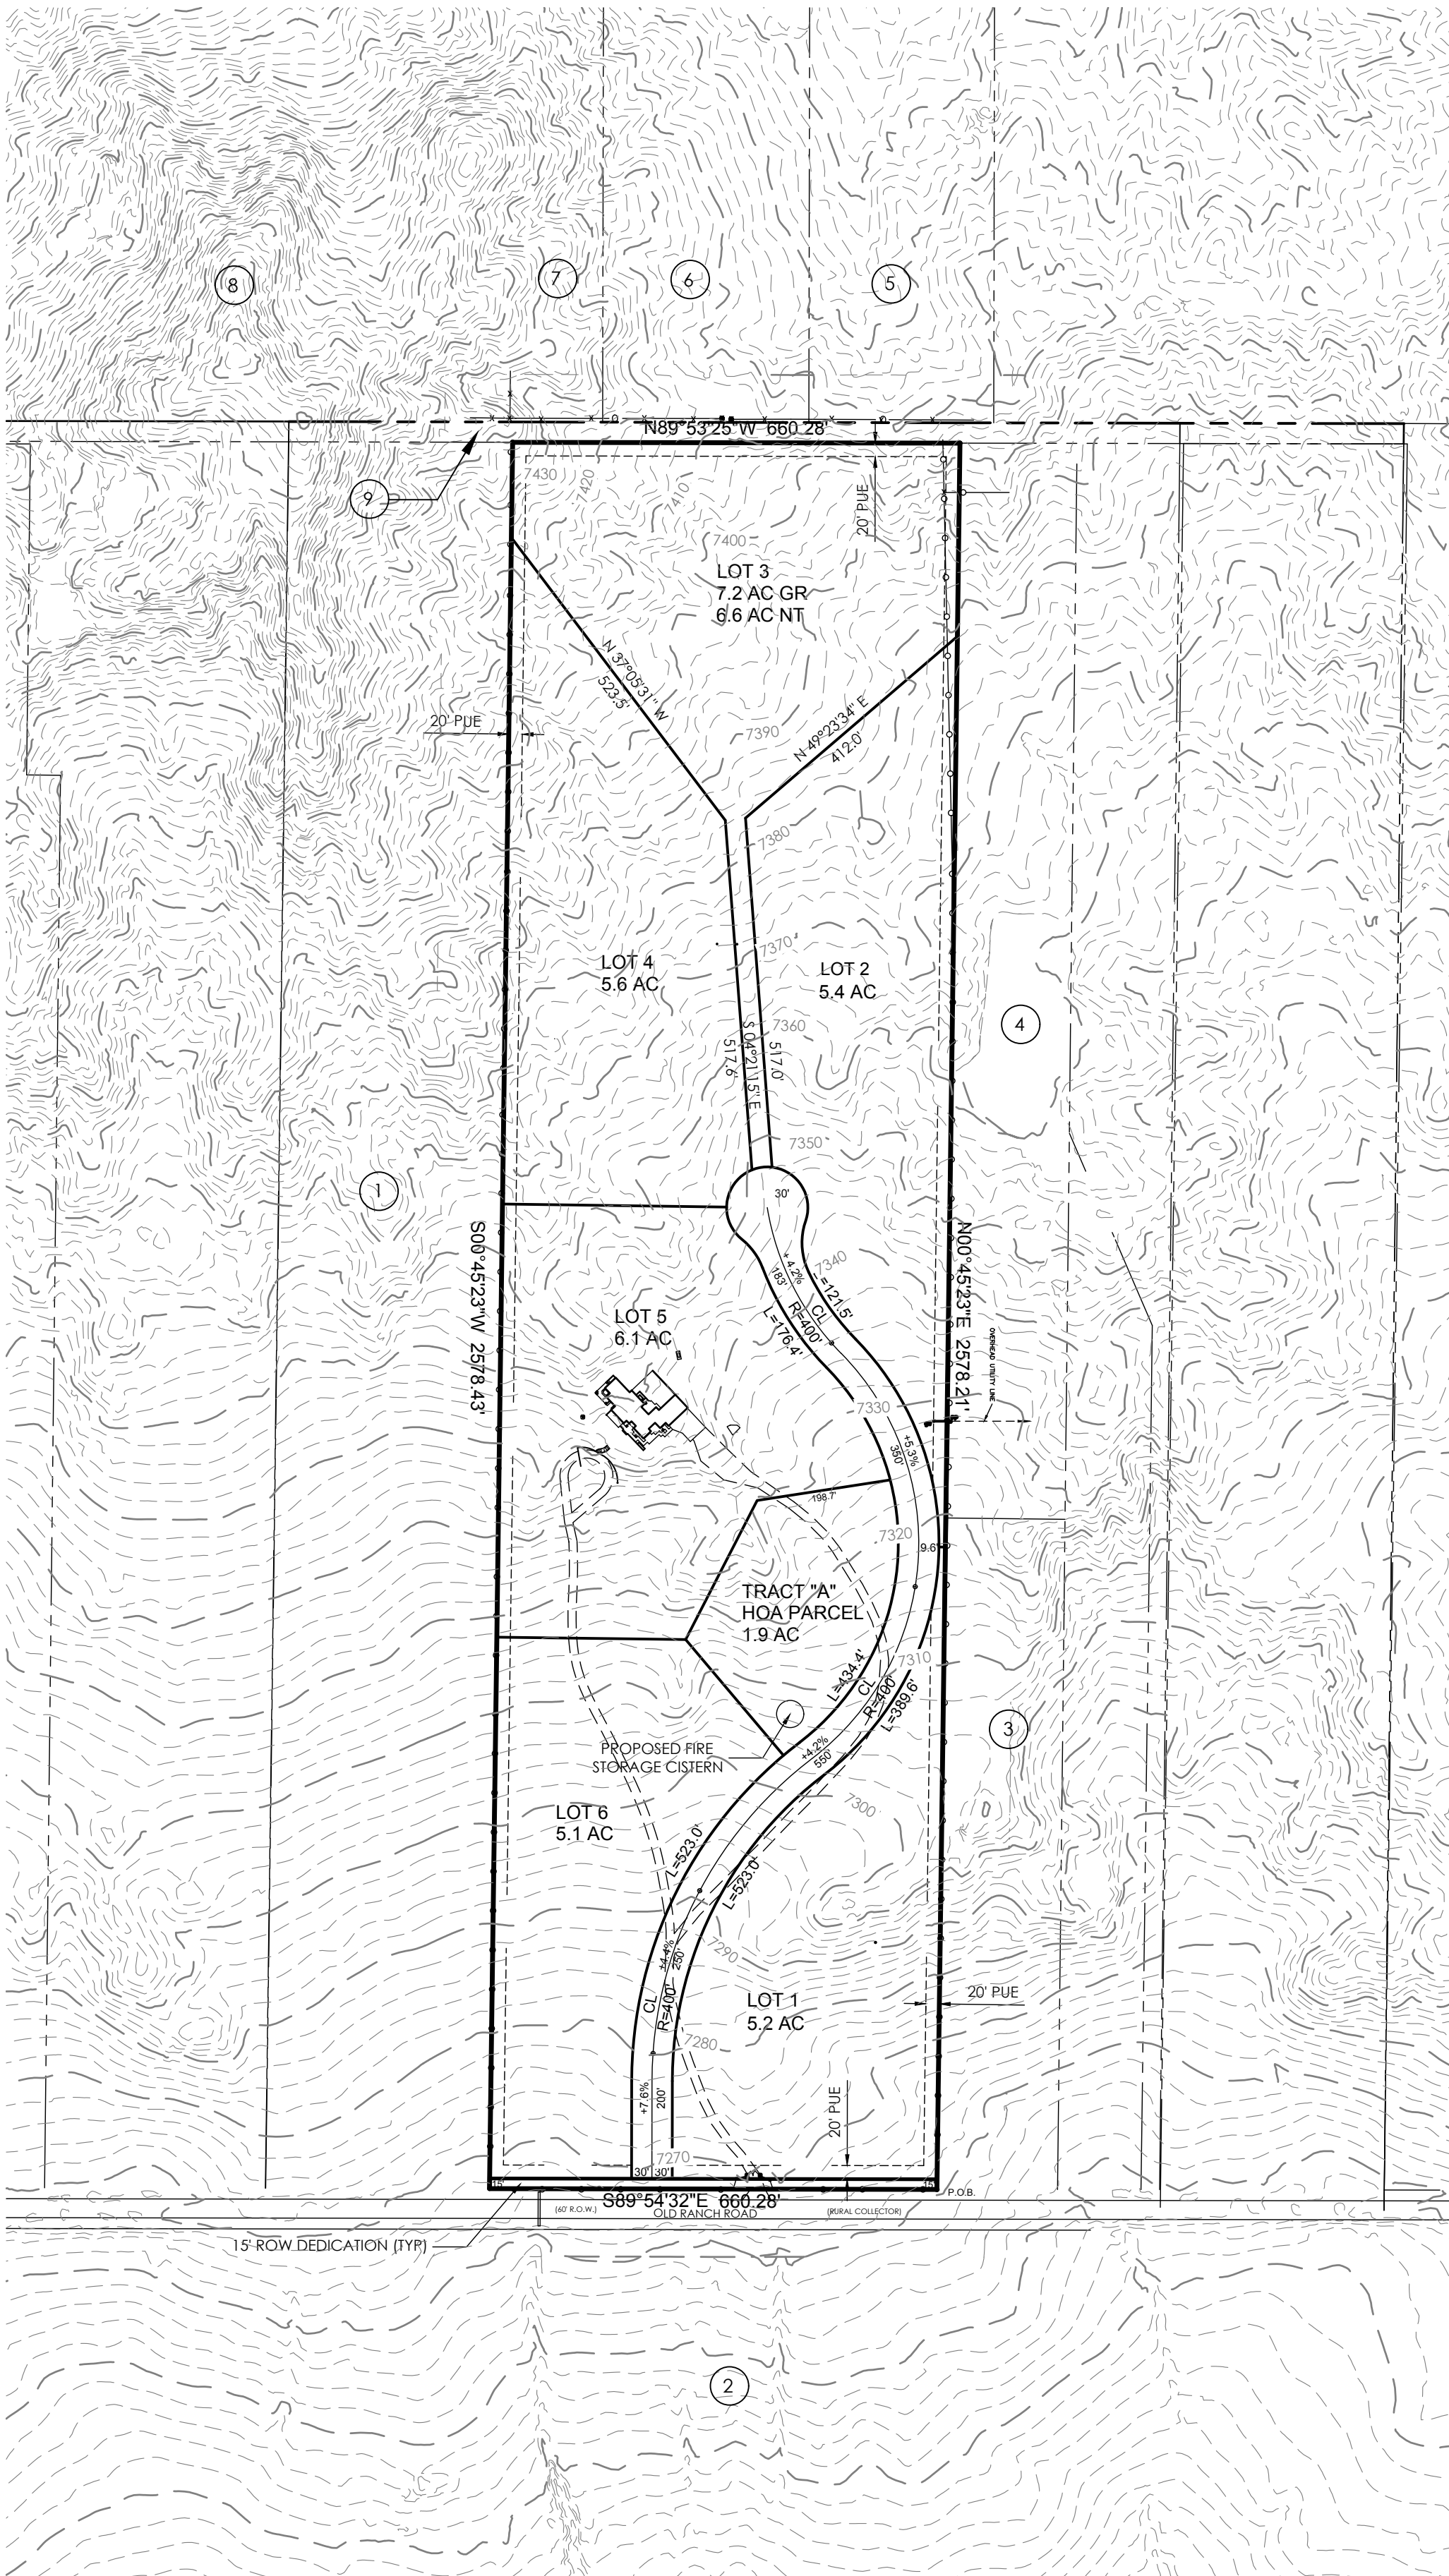 8
7
6
5
N89°53'25"W 660.28'
9
7430
7420
7410
20' PUE
7400
LOT 3
7.2 AC GR
6.6 AC NT
N 37°05'31" W
523.5'
20' PUE
7390
N 49°23'34" E
412.0'
7380
7370
LOT 4
5.6 AC
LOT 2
5.4 AC
4
7360
S 04°21'15" E
517.6'
517.0'
7350
1
30'
S00°45'23"W 2578.43'
N00°45'23"E 2578.21'
7340
+4.2%
183'
L=121.5'
CL
R=400'
L=176.4'
LOT 5
6.1 AC
OVERHEAD UTILITY LINE
7330
+5.3%
350'
198.7'
7320
9.6'
TRACT "A"
HOA PARCEL
1.9 AC
7310
L=434.4'
CL
R=400'
L=389.6'
3
PROPOSED FIRE
STORAGE CISTERN
+4.2%
550'
7300
LOT 6
5.1 AC
L=523.0'
L=523.0'
7290
+4.4%
250'
CL
R=400'
LOT 1
5.2 AC
20' PUE
7280
+7.6%
200'
20' PUE
7270
30'
30'
15'
15'
P.O.B.
S89°54'32"E 660.28'
(60' R.O.W.)
OLD RANCH ROAD
(RURAL COLLECTOR)
15' ROW DEDICATION (TYP)
2